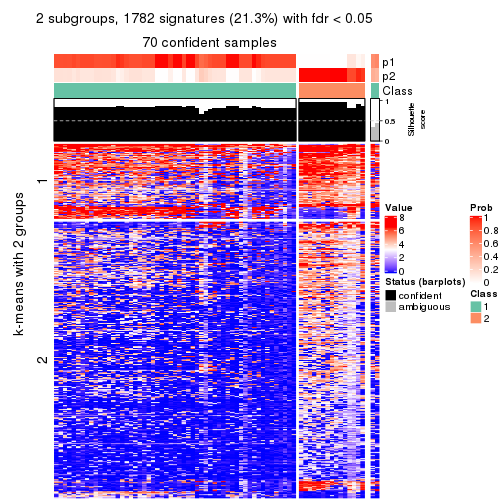 2 subgroups, 1782 signatures (21.3%) with fdr < 0.05
70 confident samples
p1
p2
Class
1
0.5
0
Silhouette
score
k-means with 2 groups
1
2
Value
8
6
4
2
0
Status (barplots)
confident
ambiguous
Prob
1
0.8
0.6
0.4
0.2
0
Class
1
2